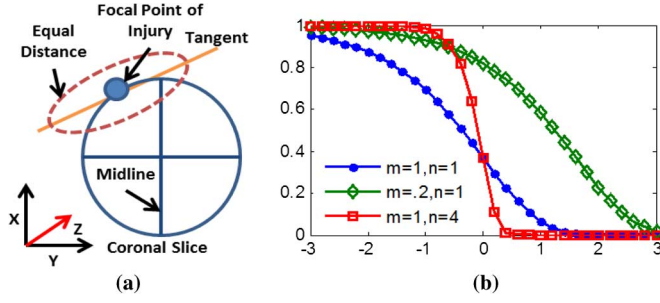 Focal Point of
Injury
Equal
Distance
Tangent
Midline
X
Z
Y
Coronal Slice
(a)
1
0.8
0.6
0.4
0.2
0
m=1,n=1
m=.2,n=1
m=1,n=4
-3
-2
-1
0
1
2
3
(b)